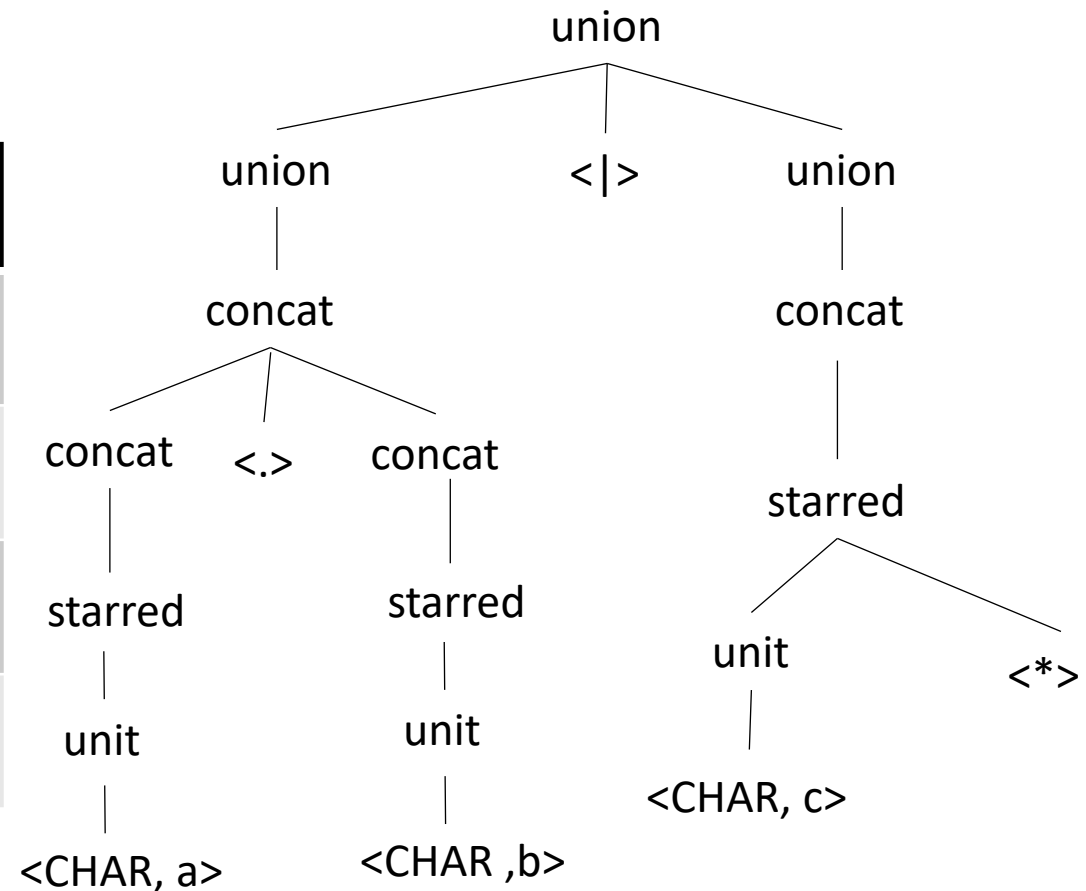 union
union <|> union
concat concat
concat <.> concat
starred
starred starred
unit <*>
unit unit
<CHAR, c>
<CHAR, a> <CHAR ,b>